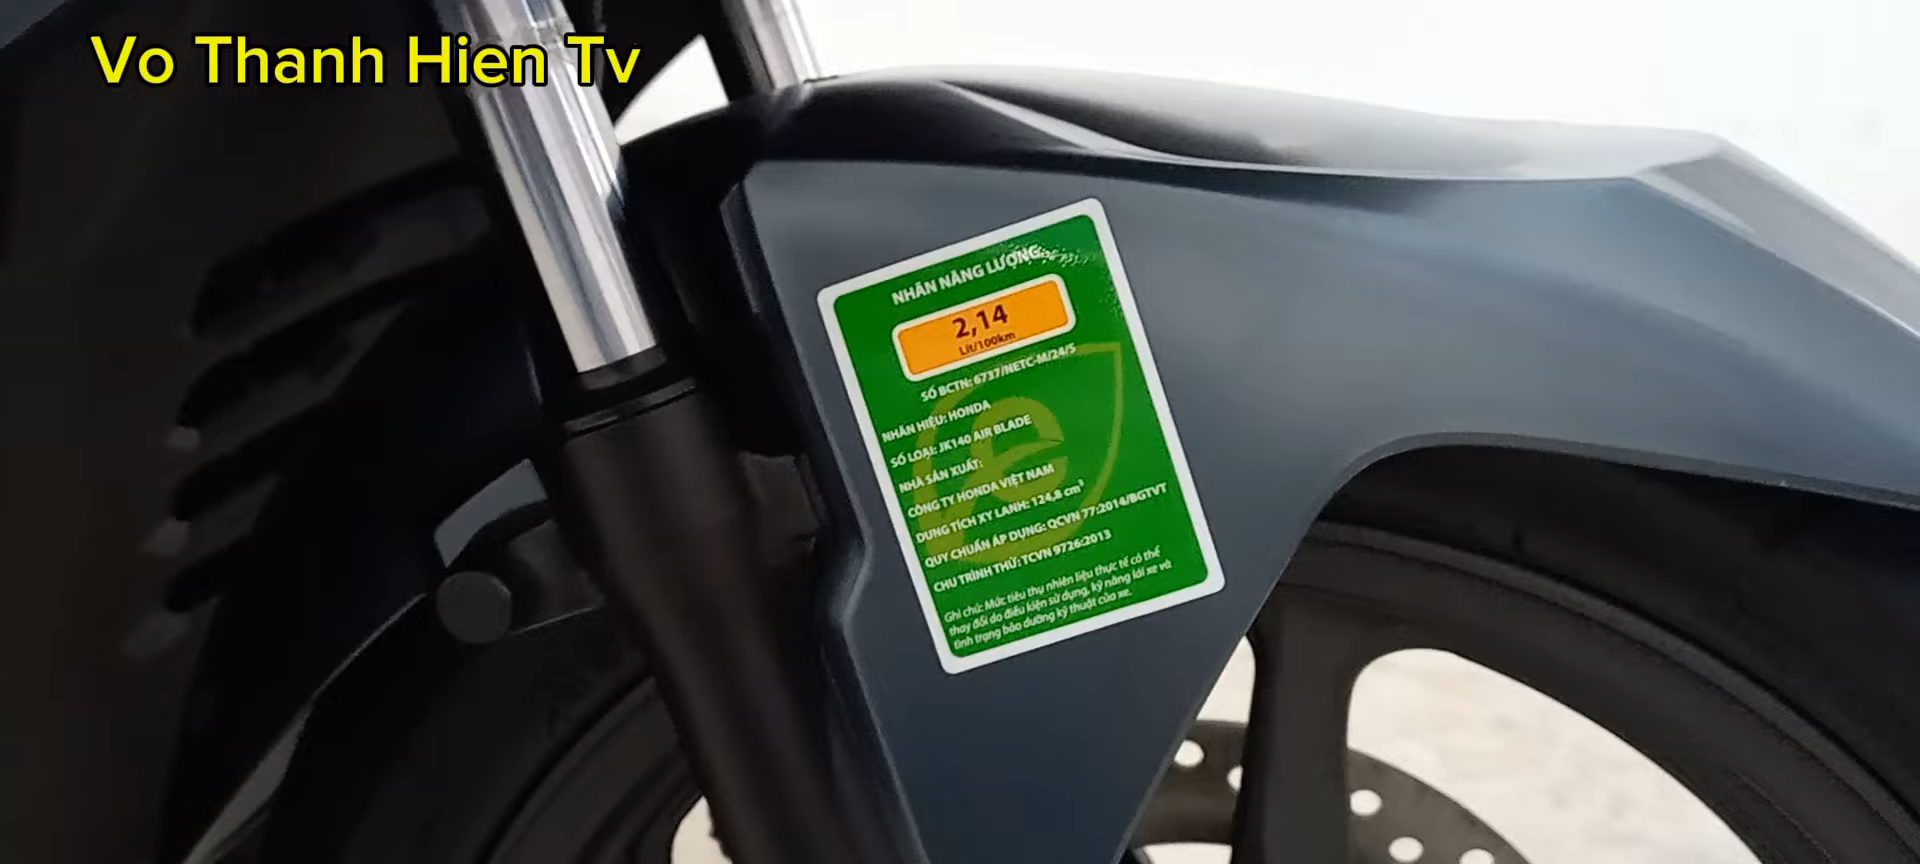 Vo Thanh Hien Tv
NHÃN NĂNG LƯỢNG
2,14
Lít/100km
SỐ BCTN: 6737/NETC-M/24/5
NHÃN HIỆU: HONDA
SỐ LOẠI: JK140 AIR BLADE
NHÀ SẢN XUẤT:
CÔNG TY HONDA VIỆT NAM
DUNG TÍCH XY LANH: 124,8 cm³
QUY CHUẨN ÁP DỤNG: QCVN 77:2014/BGTVT
CHU TRÌNH THỬ: TCVN 9726:2013
Ghi chú: Mức tiêu thụ nhiên liệu thực tế có thể
thay đổi do điều kiện sử dụng, kỹ năng lái xe và
tình trạng bảo dưỡng kỹ thuật của xe.